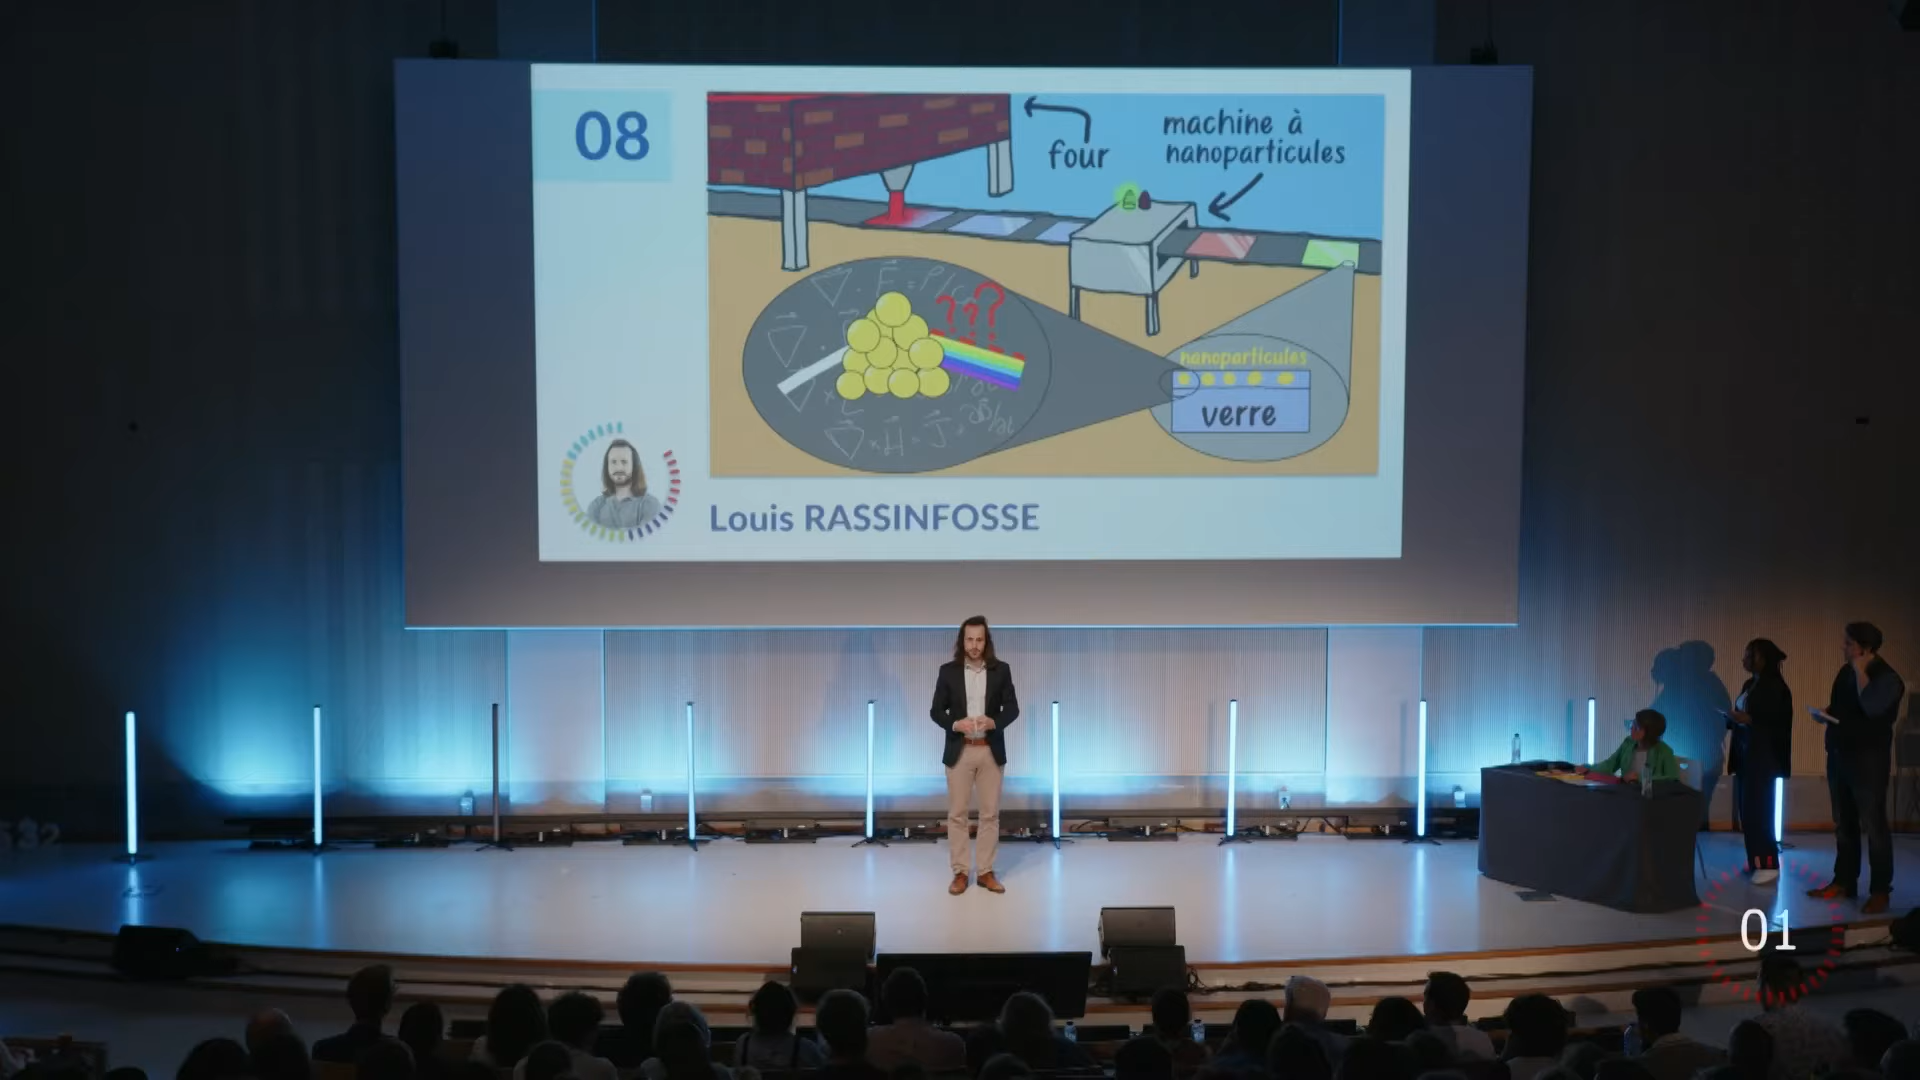 08
four
machine à
nanoparticules
nanoparticules
verre
Louis RASSINFOSSE
01